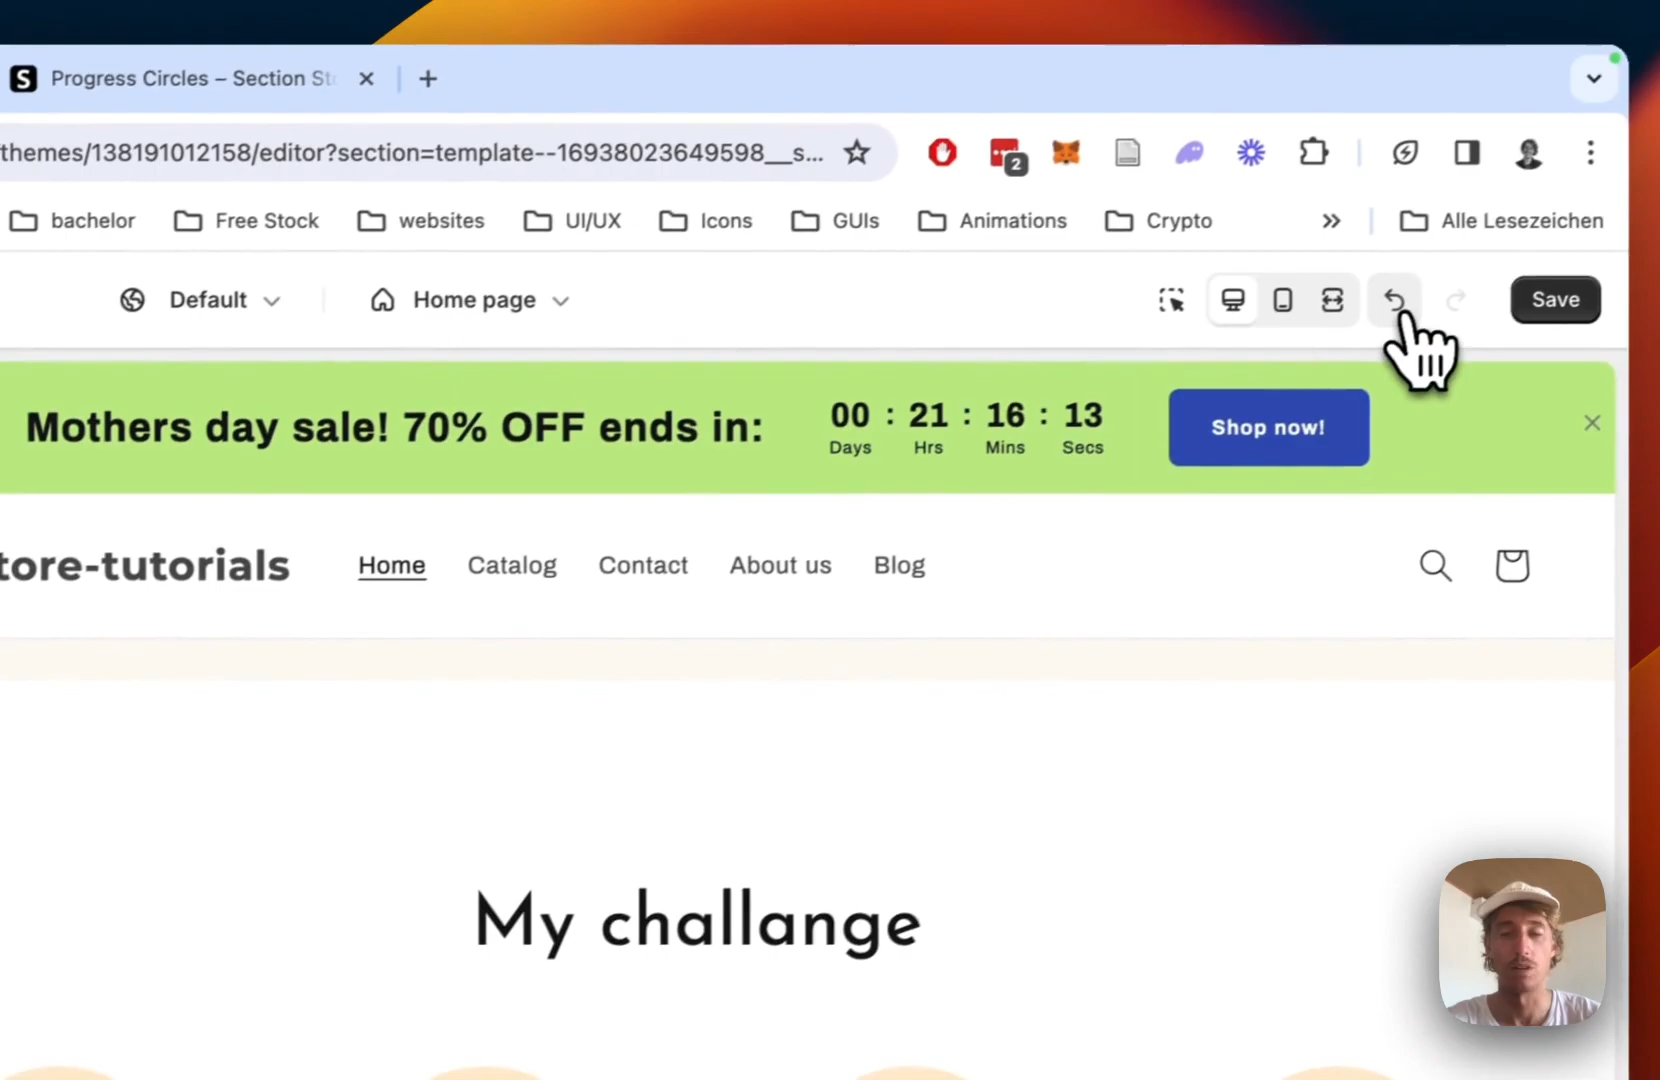 S Progress Circles – Section Sto
themes/138191012158/editor?section=template--16938023649598__s...
2
bachelor Free Stock websites UI/UX Icons GUIs Animations Crypto Alle Lesezeichen
Default Home page Save
Mothers day sale! 70% OFF ends in: 00 : 21 : 16 : 13 Shop now!
Days Hrs Mins Secs
tore-tutorials Home Catalog Contact About us Blog
My challange